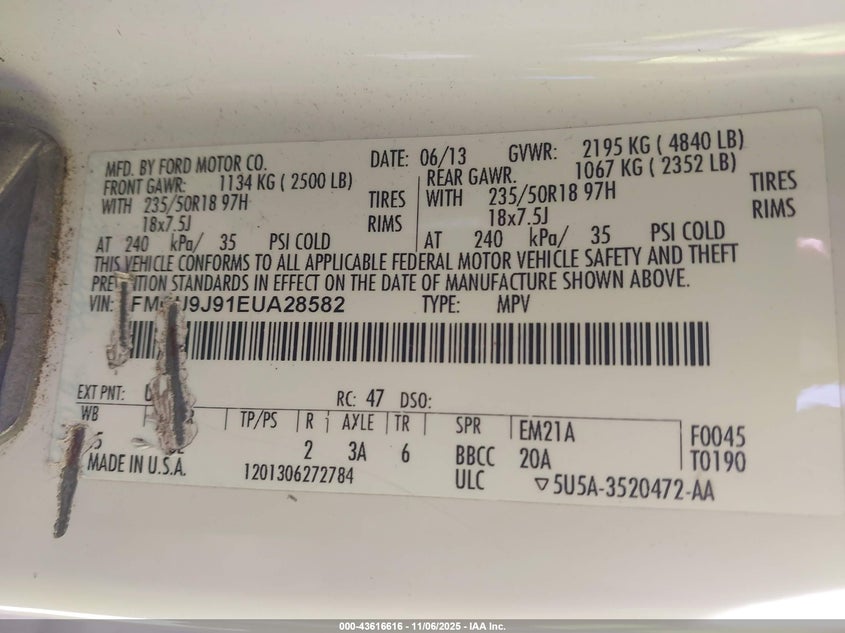 MFD. BY FORD MOTOR CO. DATE: 06/13 GVWR: 2195 KG ( 4840 LB)
FRONT GAWR: 1134 KG ( 2500 LB) REAR GAWR. 1067 KG ( 2352 LB)
WITH 235/50R18 97H TIRES WITH 235/50R18 97H TIRES
18x7.5J RIMS 18x7.5J RIMS
AT 240 kPa/ 35 PSI COLD AT 240 kPa/ 35 PSI COLD
THIS VEHICLE CONFORMS TO ALL APPLICABLE FEDERAL MOTOR VEHICLE SAFETY AND THEFT
PREVENTION STANDARDS IN EFFECT ON THE DATE OF MANUFACTURE SHOWN ABOVE.
VIN: FM U9J91EUA28582 TYPE: MPV
EXT PNT: RC: 47 DSO:
WB TP/PS R AXLE TR SPR EM21A F0045
2 3A 6 BBCC 20A T0190
MADE IN U.S.A. 1201306272784 ULC ▽5U5A-3520472-AA
000-43616616 - 11/06/2025 - IAA Inc.